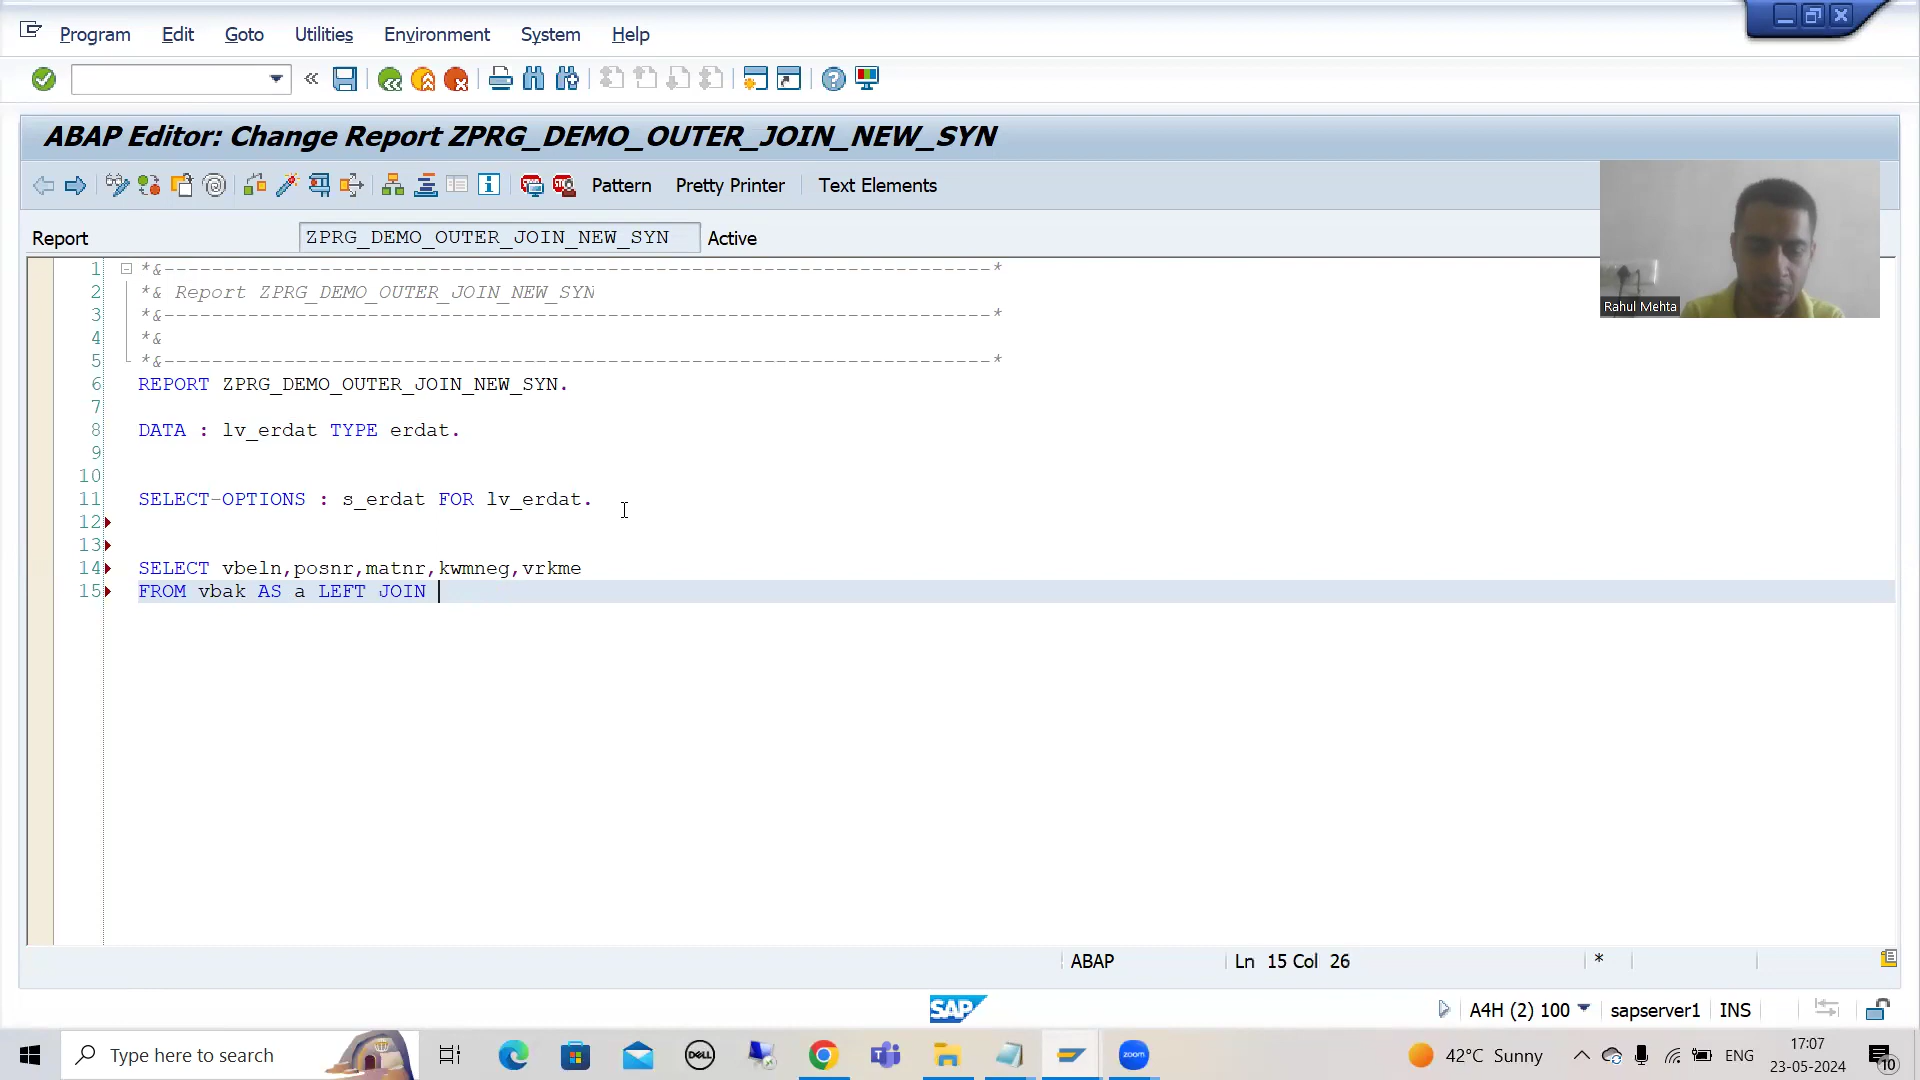 Program Edit Goto Utilities Environment System Help
ABAP Editor: Change Report ZPRG_DEMO_OUTER_JOIN_NEW_SYN
Pattern Pretty Printer Text Elements
Report ZPRG_DEMO_OUTER_JOIN_NEW_SYN Active
1 *&---------------------------------------------------------------------*
2 *& Report ZPRG_DEMO_OUTER_JOIN_NEW_SYN
3 *&---------------------------------------------------------------------*
4 *&
5 *&---------------------------------------------------------------------*
6 REPORT ZPRG_DEMO_OUTER_JOIN_NEW_SYN.
7
8 DATA : lv_erdat TYPE erdat.
9
10
11 SELECT-OPTIONS : s_erdat FOR lv_erdat.
12
13
14 SELECT vbeln,posnr,matnr,kwmneg,vrkme
15 FROM vbak AS a LEFT JOIN
Rahul Mehta
ABAP Ln 15 Col 26 *
SAP A4H (2) 100 sapserver1 INS
Type here to search DELL zoom 42°C Sunny ENG 17:07
23-05-2024 10